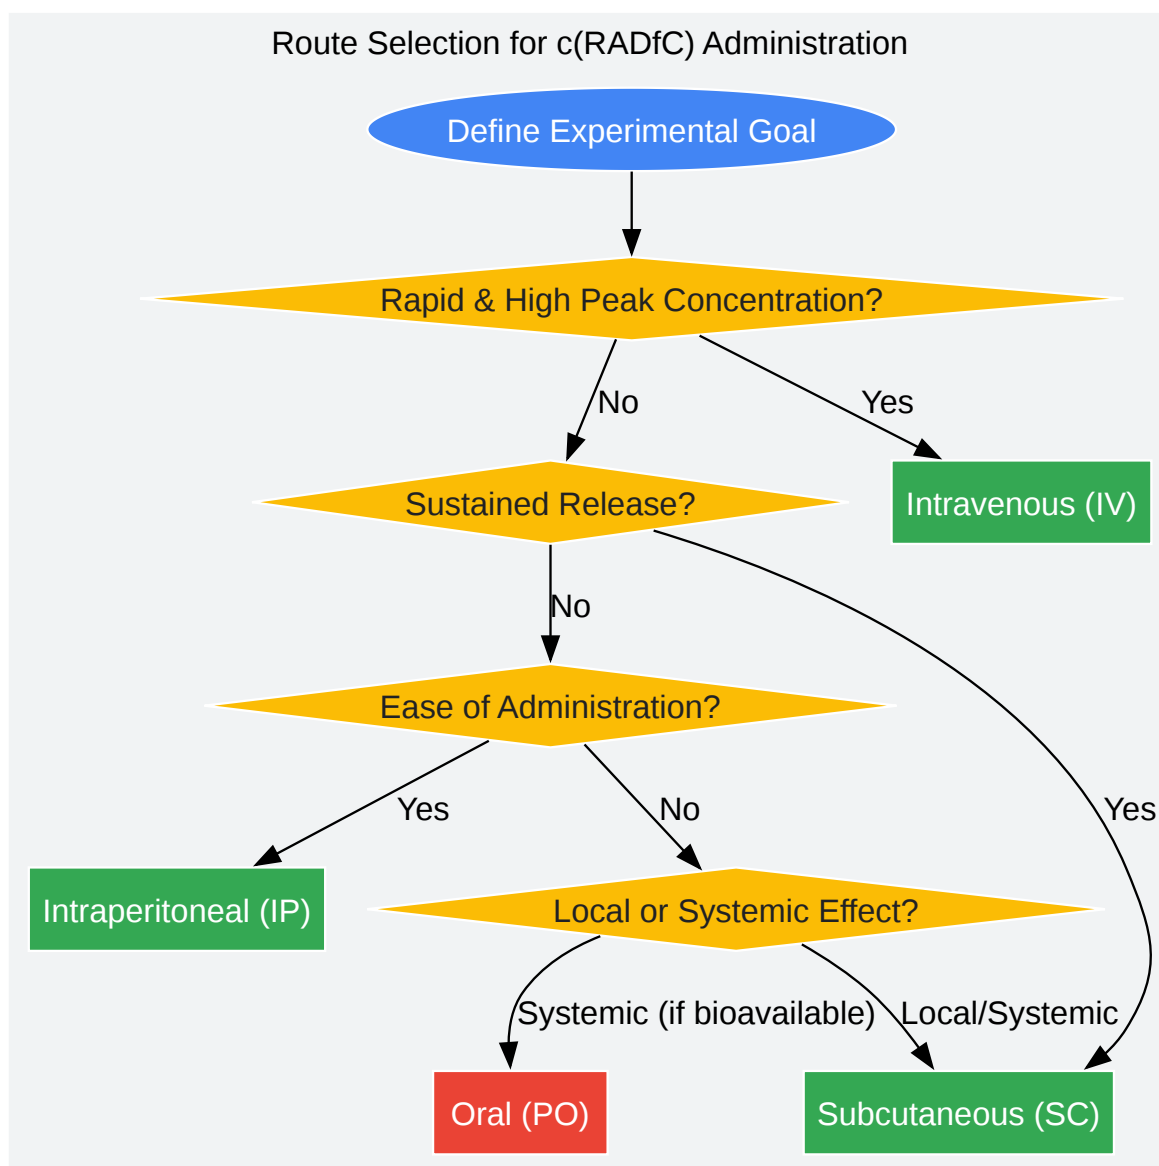 Route Selection for c(RADfC) Administration
Define Experimental Goal
Rapid & High Peak Concentration?
No
Yes
Sustained Release?
Intravenous (IV)
No
Ease of Administration?
Yes
No
Yes
Intraperitoneal (IP)
Local or Systemic Effect?
Systemic (if bioavailable)
Local/Systemic
Oral (PO)
Subcutaneous (SC)